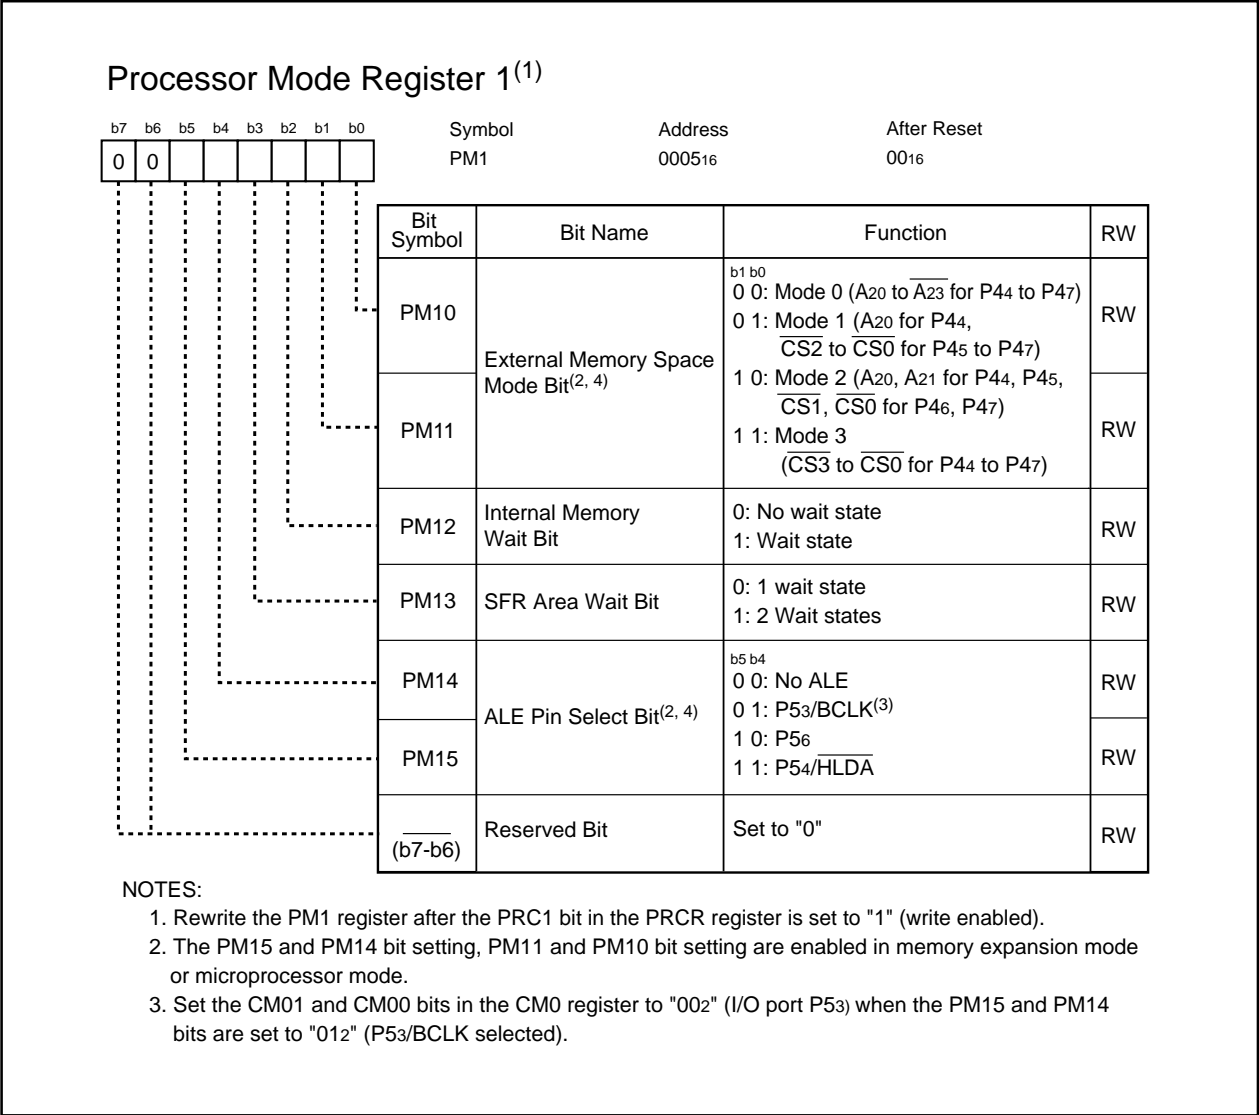 Processor Mode Register 1(1)
b7 b6 b5 b4 b3 b2 b1 b0
Symbol Address After Reset
0 0
PM1 000516 0016
Bit Symbol Bit Name Function RW
PM10
PM11
External Memory Space
Mode Bit(2, 4)
b1 b0
0 0: Mode 0 (A20 to A̅2̅3̅ for P44 to P47)
0 1: Mode 1 (A20 for P44,
C̅S̅2̅ to C̅S̅0̅ for P45 to P47)
1 0: Mode 2 (A20, A21 for P44, P45,
C̅S̅1̅, C̅S̅0̅ for P46, P47)
1 1: Mode 3
(C̅S̅3̅ to C̅S̅0̅ for P44 to P47)
RW
RW
PM12
Internal Memory
Wait Bit
0: No wait state
1: Wait state
RW
PM13
SFR Area Wait Bit
0: 1 wait state
1: 2 Wait states
RW
PM14
PM15
ALE Pin Select Bit(2, 4)
b5 b4
0 0: No ALE
0 1: P53/BCLK(3)
1 0: P56
1 1: P54/H̅L̅D̅A̅
RW
RW
(b7-b6)
Reserved Bit
Set to "0"
RW
NOTES:
1. Rewrite the PM1 register after the PRC1 bit in the PRCR register is set to "1" (write enabled).
2. The PM15 and PM14 bit setting, PM11 and PM10 bit setting are enabled in memory expansion mode
or microprocessor mode.
3. Set the CM01 and CM00 bits in the CM0 register to "002" (I/O port P53) when the PM15 and PM14
bits are set to "012" (P53/BCLK selected).